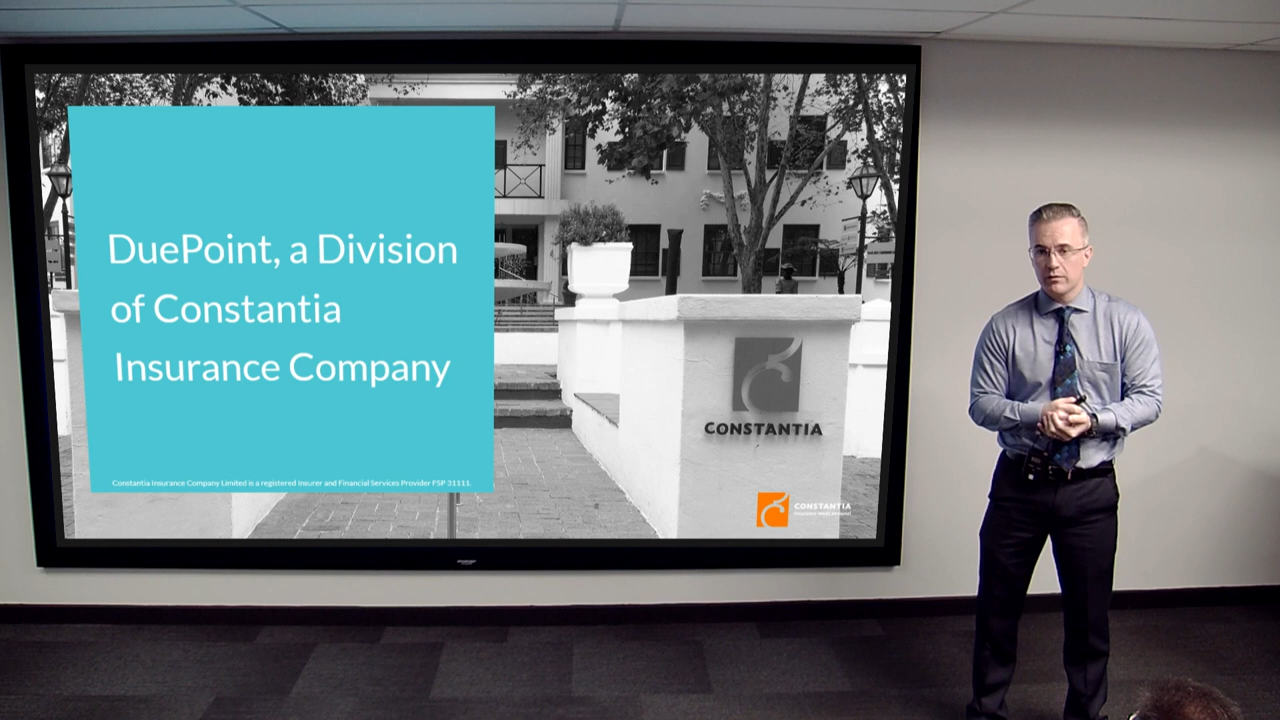 DuePoint, a Division
of Constantia
Insurance Company
Constantia Insurance Company Limited is a registered Insurer and Financial Services Provider FSP 31111.
CONSTANTIA
CONSTANTIA